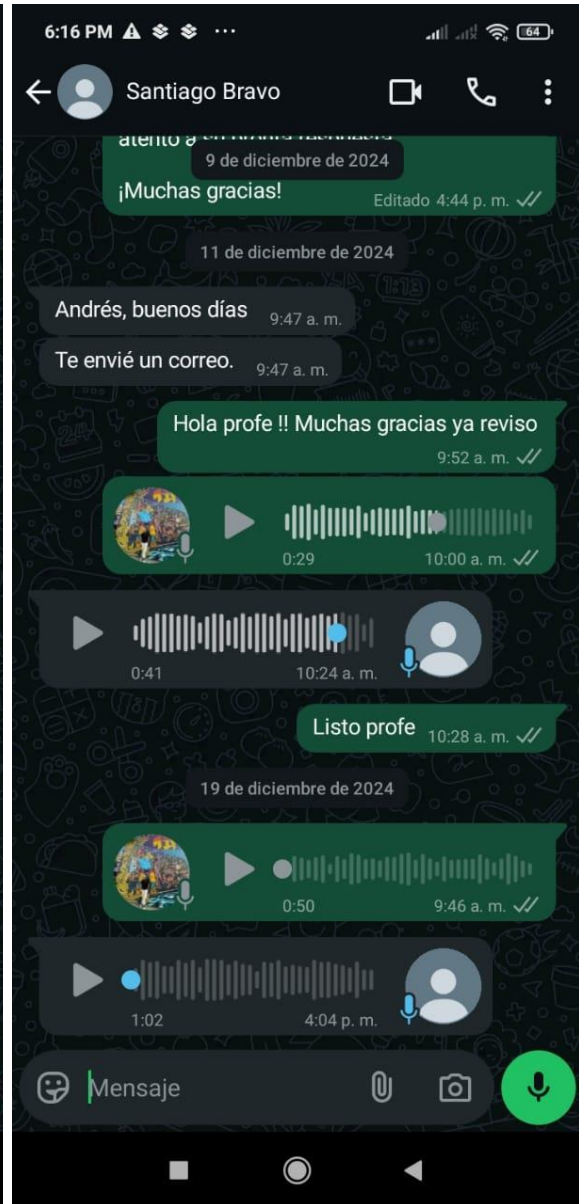 6:16 PM ... 64
Santiago Bravo
atento a su pronta respuesta
9 de diciembre de 2024
¡Muchas gracias!
Editado 4:44 p. m.
11 de diciembre de 2024
Andrés, buenos días 9:47 a. m.
Te envié un correo. 9:47 a. m.
Hola profe !! Muchas gracias ya reviso
9:52 a. m.
0:29 10:00 a. m.
0:41 10:24 a. m.
Listo profe 10:28 a. m.
19 de diciembre de 2024
0:50 9:46 a. m.
1:02 4:04 p. m.
Mensaje